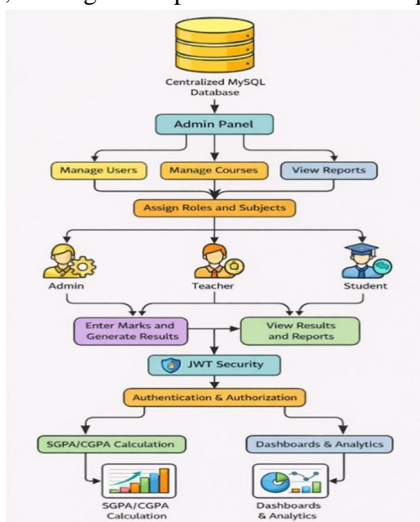 Centralized MySQL
Database
Admin Panel
Manage Users
Manage Courses
View Reports
Assign Roles and Subjects
Admin
Teacher
Student
Enter Marks and
Generate Results
View Results
and Reports
JWT Security
Authentication & Authorization
SGPA/CGPA Calculation
Dashboards & Analytics
SGPA/CGPA
Calculation
Dashboards
& Analytics